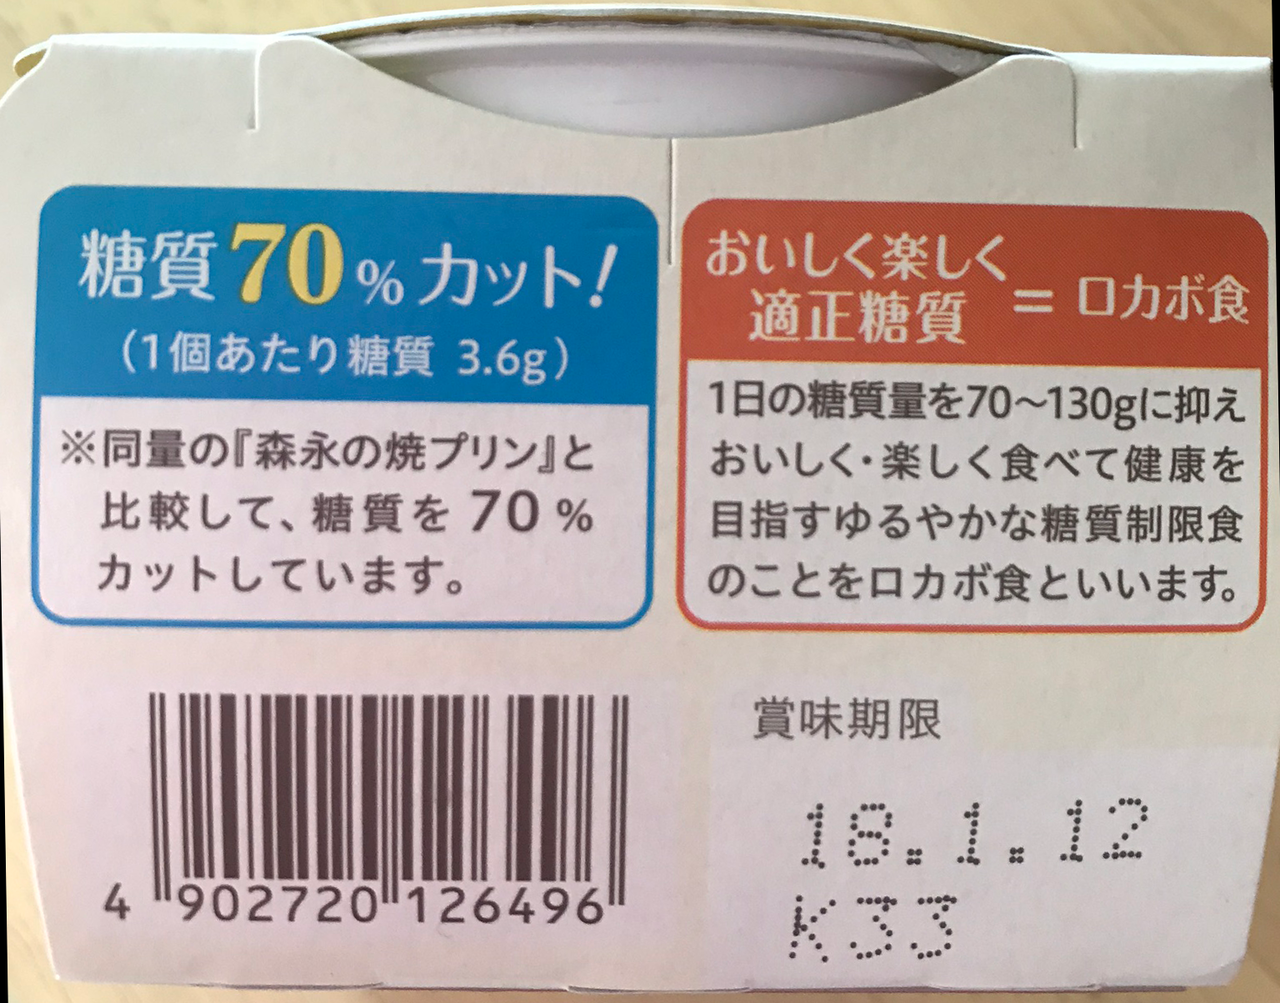 糖質70%カット!
(1個あたり糖質 3.6g)
※同量の『森永の焼プリン』と
比較して、糖質を70%
カットしています。
おいしく楽しく
適正糖質
=ロカボ食
1日の糖質量を70〜130gに抑え
おいしく・楽しく食べて健康を
目指すゆるやかな糖質制限食
のことをロカボ食といいます。
4 902720 126496
賞味期限
18.1.12
K33